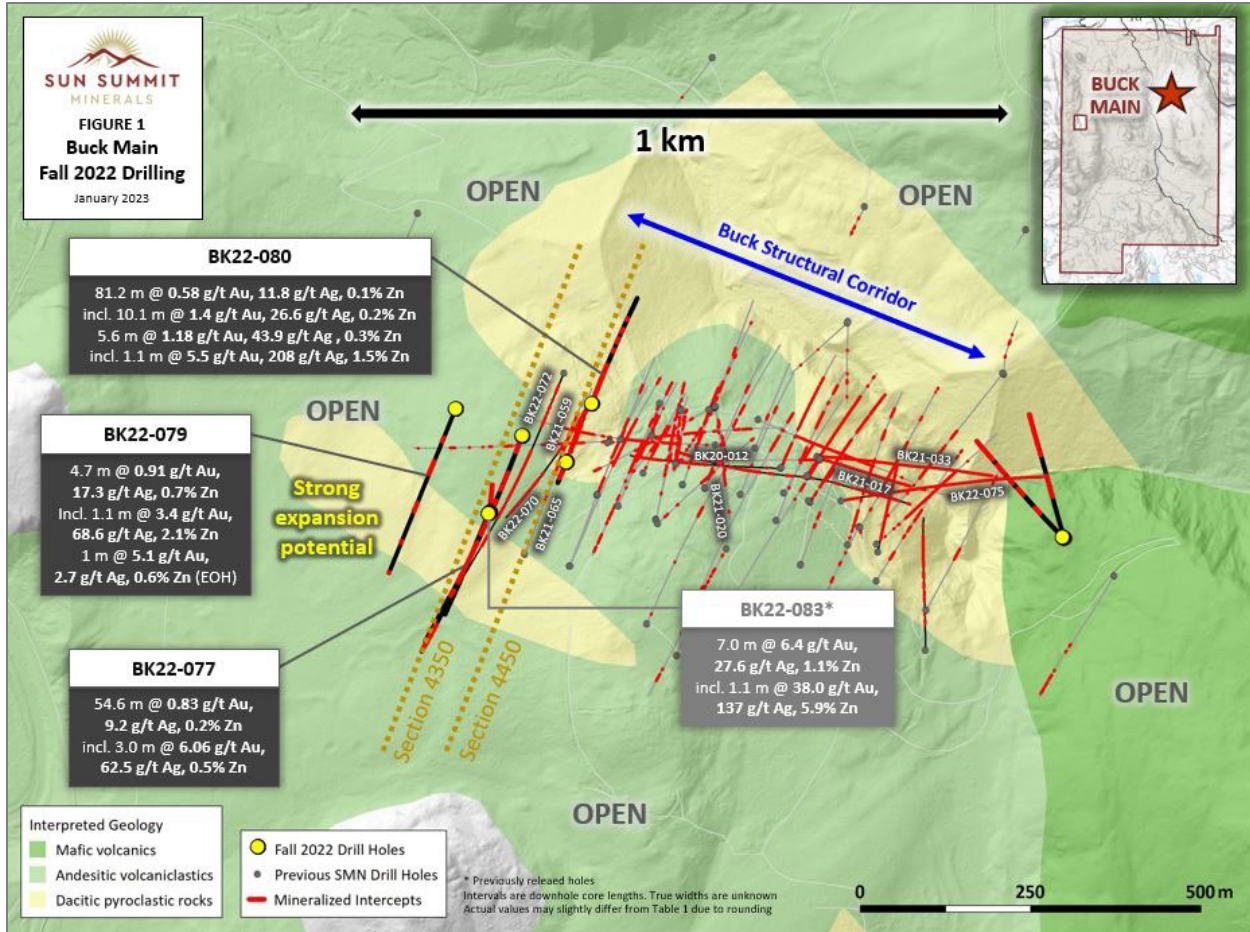 SUN SUMMIT
MINERALS
FIGURE 1
Buck Main
Fall 2022 Drilling
January 2023
1 km
BUCK
MAIN
OPEN
OPEN
Buck Structural Corridor
BK22-080
81.2 m @ 0.58 g/t Au, 11.8 g/t Ag, 0.1% Zn
incl. 10.1 m @ 1.4 g/t Au, 26.6 g/t Ag, 0.2% Zn
5.6 m @ 1.18 g/t Au, 43.9 g/t Ag , 0.3% Zn
incl. 1.1 m @ 5.5 g/t Au, 208 g/t Ag, 1.5% Zn
OPEN
BK22-072
BK21-059
BK22-079
4.7 m @ 0.91 g/t Au,
17.3 g/t Ag, 0.7% Zn
Incl. 1.1 m @ 3.4 g/t Au,
68.6 g/t Ag, 2.1% Zn
1 m @ 5.1 g/t Au,
2.7 g/t Ag, 0.6% Zn (EOH)
Strong
expansion
potential
BK22-070
BK21-065
BK20-012
BK21-020
BK21-017
BK21-033
BK22-075
BK22-077
54.6 m @ 0.83 g/t Au,
9.2 g/t Ag, 0.2% Zn
incl. 3.0 m @ 6.06 g/t Au,
62.5 g/t Ag, 0.5% Zn
Section 4350
Section 4450
BK22-083*
7.0 m @ 6.4 g/t Au,
27.6 g/t Ag, 1.1% Zn
incl. 1.1 m @ 38.0 g/t Au,
137 g/t Ag, 5.9% Zn
OPEN
OPEN
Interpreted Geology
Mafic volcanics
Andesitic volcaniclastics
Dacitic pyroclastic rocks
Fall 2022 Drill Holes
Previous SMN Drill Holes
Mineralized Intercepts
* Previously releaed holes
Intervals are downhole core lengths. True widths are unknown
Actual values may slightly differ from Table 1 due to rounding
0 250 500 m